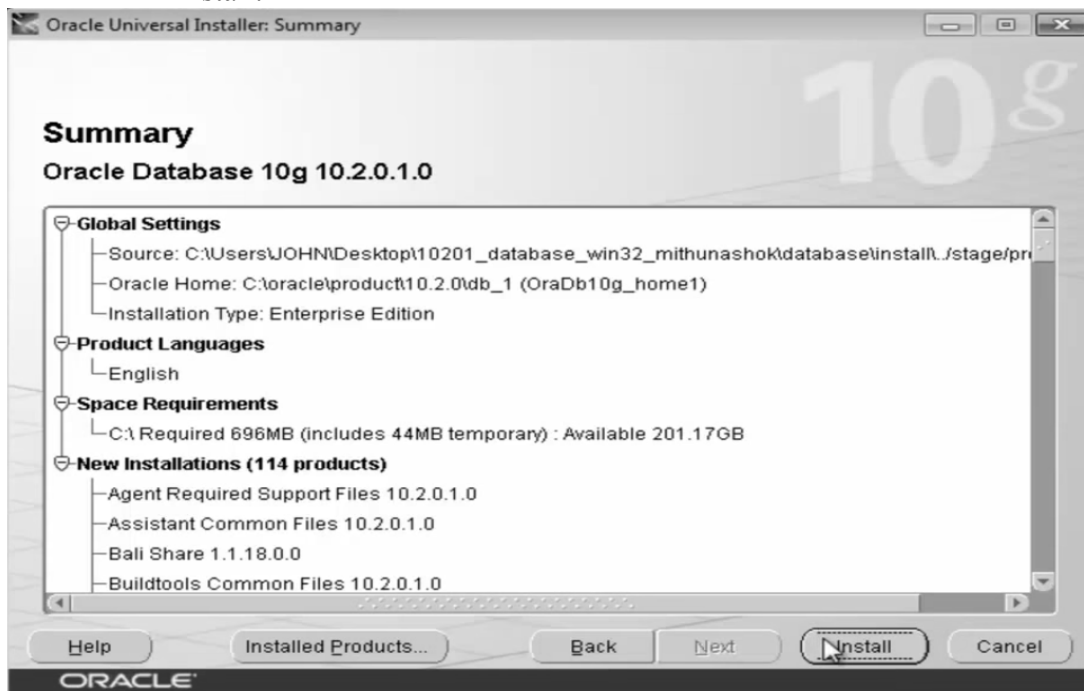 Oracle Universal Installer: Summary
10g
Summary
Oracle Database 10g 10.2.0.1.0
Global Settings
Source: C:\Users\JOHN\Desktop\10201_database_win32_mithunashok\database\install\../stage/pro
Oracle Home: C:\oracle\product\10.2.0\db_1 (OraDb10g_home1)
Installation Type: Enterprise Edition
Product Languages
English
Space Requirements
C:\ Required 696MB (includes 44MB temporary) : Available 201.17GB
New Installations (114 products)
Agent Required Support Files 10.2.0.1.0
Assistant Common Files 10.2.0.1.0
Bali Share 1.1.18.0.0
Buildtools Common Files 10.2.0.1.0
Help Installed Products... Back Next Install Cancel
ORACLE